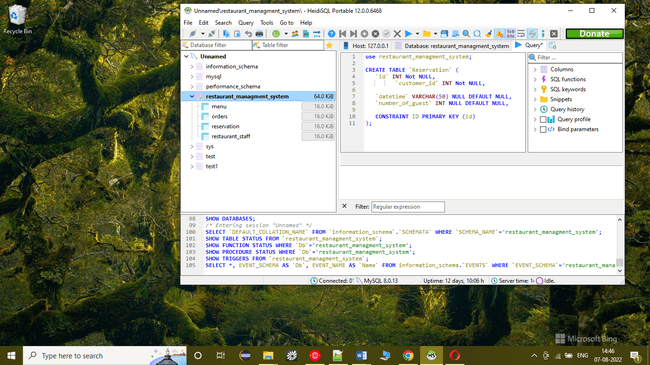 Recycle Bin
Unnamed\restaurant_managment_system\ - HeidiSQL Portable 12.0.0.6468
File Edit Search Query Tools Go to Help
Donate
Database filter
Table filter
Host: 127.0.0.1
Database: restaurant_managment_system
Query*
Unnamed
information_schema
mysql
performance_schema
restaurant_managment_system 64.0 KiB
menu 16.0 KiB
orders 16.0 KiB
reservation 16.0 KiB
restaurant_staff 16.0 KiB
sys
test
test1
1 use restaurant_managment_system;
2
3 CREATE TABLE `Reservation` (
4 `id` INT Not NULL,
5 `customer_id` INT Not NULL,
6
7 `datetime` VARCHAR(50) NULL DEFAULT NULL,
8 `number_of_guest` INT NULL DEFAULT NULL,
9
10 CONSTRAINT ID PRIMARY KEY (id)
11 );
Filter ...
Columns
SQL functions
SQL keywords
Snippets
Query history
Query profile
Bind parameters
Filter: Regular expression
98 SHOW DATABASES;
99 /* Entering session "Unnamed" */
100 SELECT `DEFAULT_COLLATION_NAME` FROM `information_schema`.`SCHEMATA` WHERE `SCHEMA_NAME`='restaurant_managment_system';
101 SHOW TABLE STATUS FROM `restaurant_managment_system`;
102 SHOW FUNCTION STATUS WHERE `Db`='restaurant_managment_system';
103 SHOW PROCEDURE STATUS WHERE `Db`='restaurant_managment_system';
104 SHOW TRIGGERS FROM `restaurant_managment_system`;
105 SELECT *, EVENT_SCHEMA AS `Db`, EVENT_NAME AS `Name` FROM information_schema.`EVENTS` WHERE `EVENT_SCHEMA`='restaurant_mana
Connected: 0
MySQL 8.0.13
Uptime: 12 days, 10:06 h
Server time: 1
Idle.
Microsoft Bing
Type here to search
ENG
14:46
07-08-2022